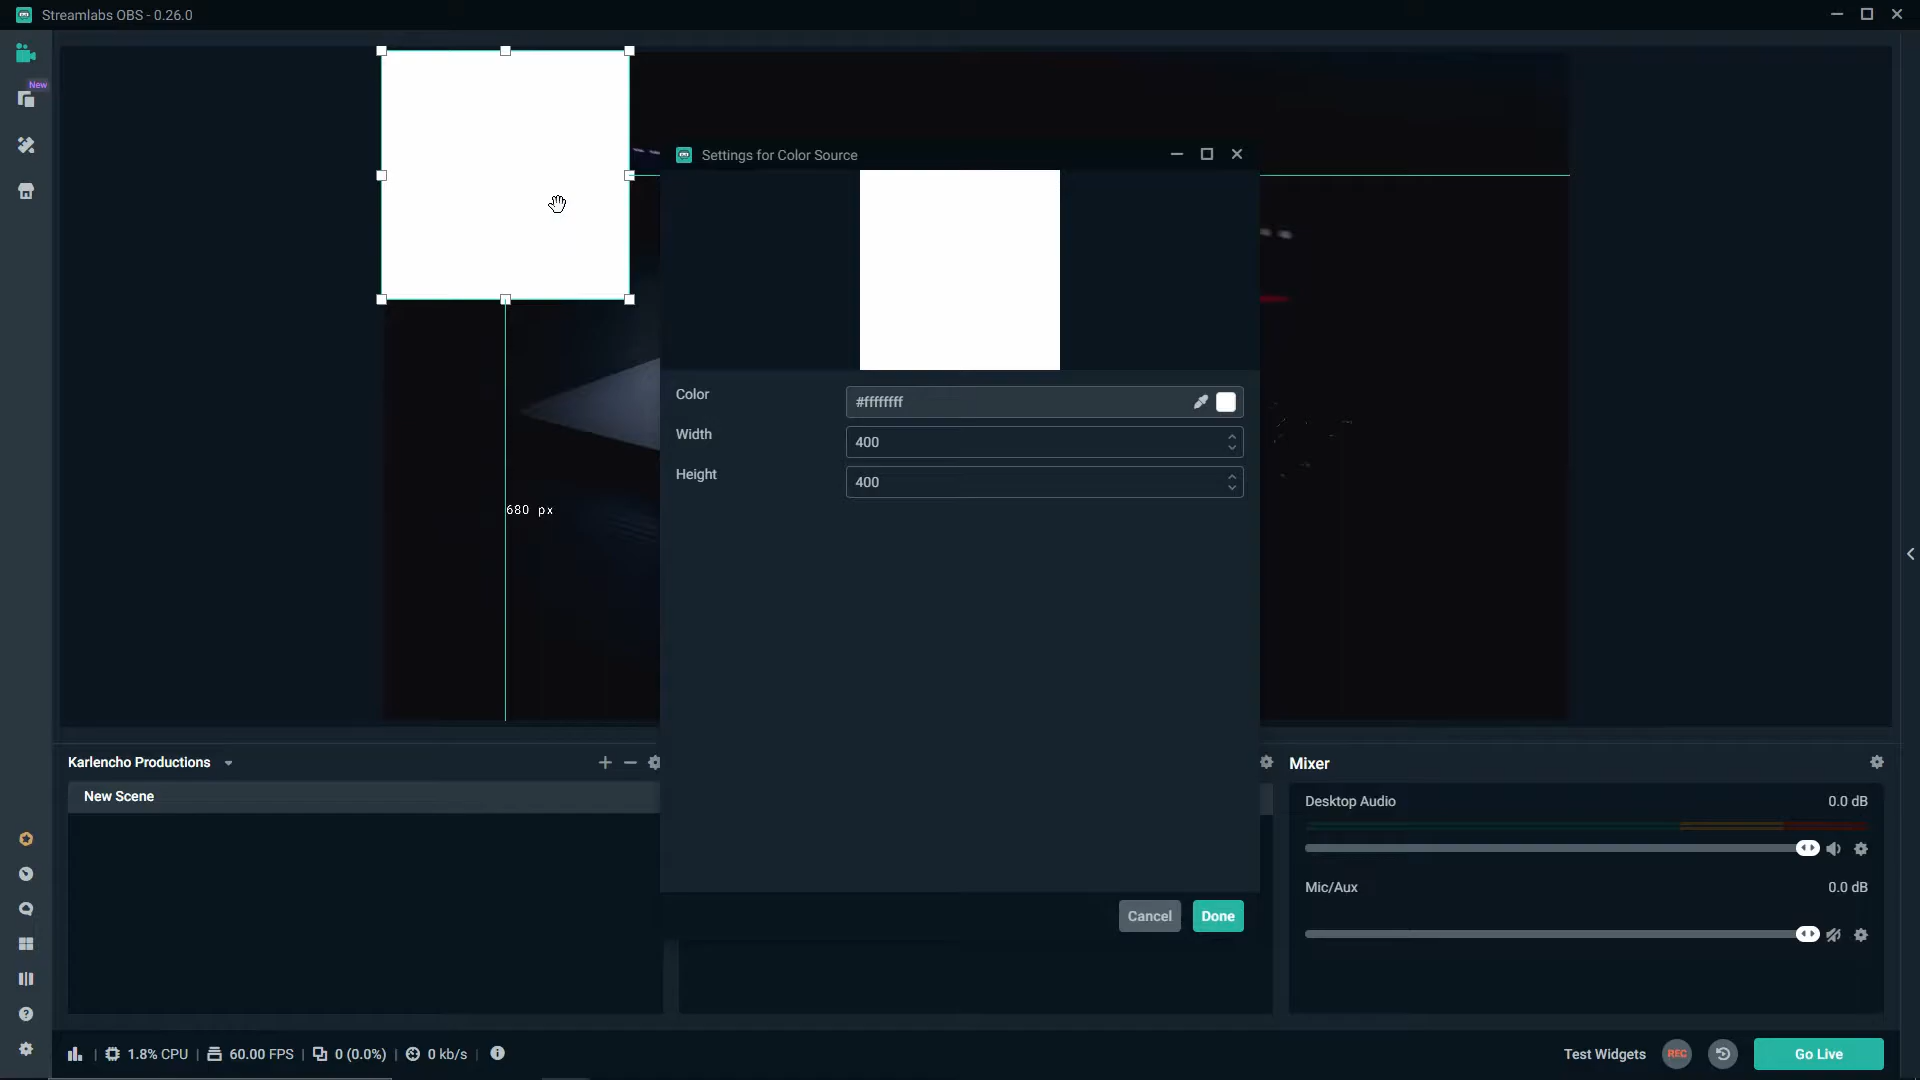 Streamlabs OBS - 0.26.0
New
Settings for Color Source
Color
#ffffffff
Width
400
Height
400
680 px
Cancel
Done
Karlencho Productions
New Scene
Mixer
Desktop Audio
0.0 dB
Mic/Aux
0.0 dB
1.8% CPU
60.00 FPS
0 (0.0%)
0 kb/s
Test Widgets
REC
Go Live